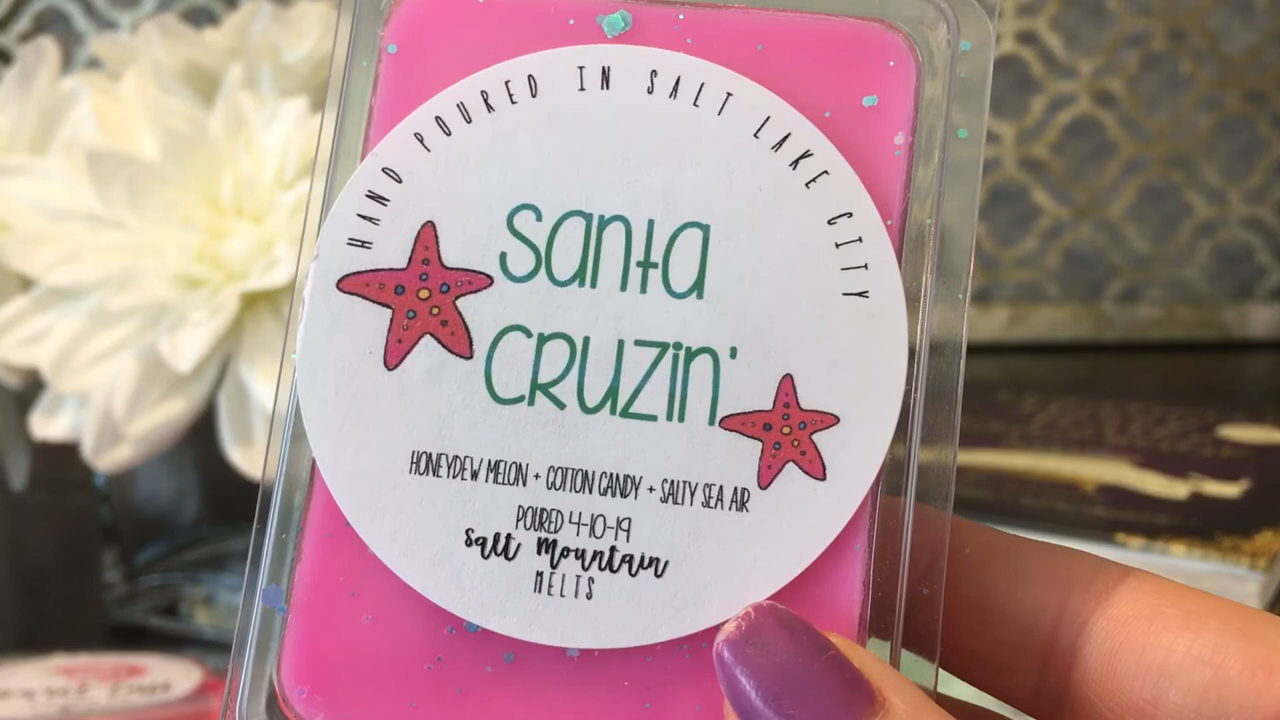 HAND POURED IN SALT LAKE CITY
Santa
CRUZin'
HONEYDEW MELON + COTTON CANDY + SALTY SEA AIR
POURED 4-10-19
Salt Mountain
MELTS